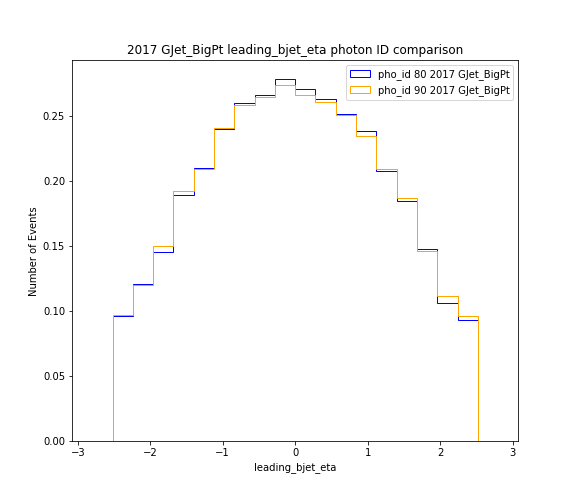 2017 GJet_BigPt leading_bjet_eta photon ID comparison
pho_id 80 2017 GJet_BigPt
pho_id 90 2017 GJet_BigPt
Number of Events
0.25
0.20
0.15
0.10
0.05
0.00
−3 −2 −1 0 1 2 3
leading_bjet_eta